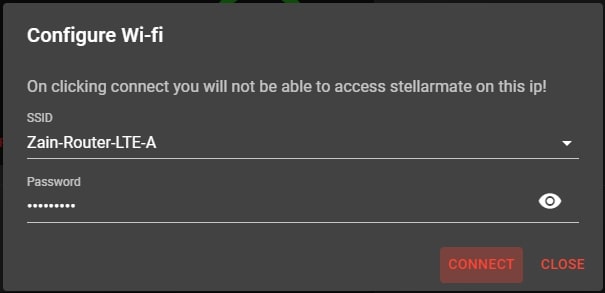 Configure Wi-fi
On clicking connect you will not be able to access stellarmate on this ip!
SSID
Zain-Router-LTE-A
Password
•••••••••
CONNECT CLOSE